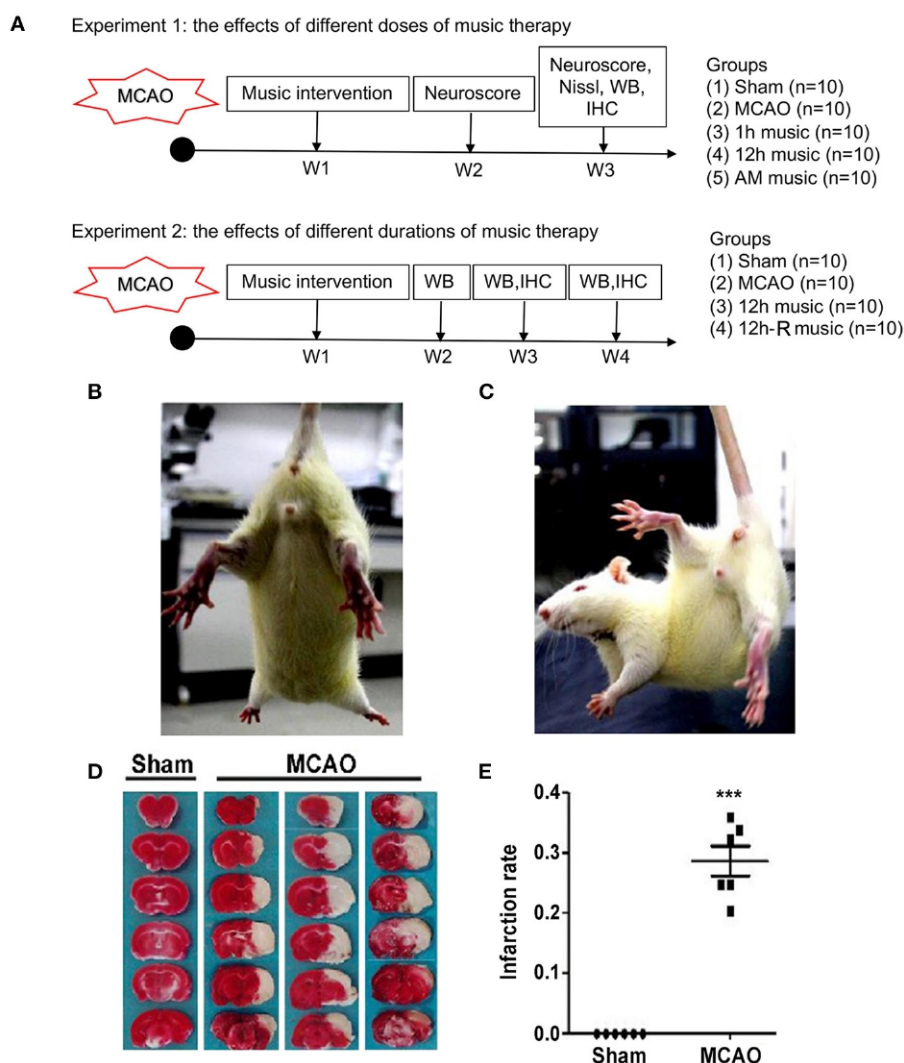 A
Experiment 1: the effects of different doses of music therapy
MCAO
Music intervention
Neuroscore
Neuroscore,
Nissl, WB,
IHC
W1
W2
W3
Groups
(1) Sham (n=10)
(2) MCAO (n=10)
(3) 1h music (n=10)
(4) 12h music (n=10)
(5) AM music (n=10)
Experiment 2: the effects of different durations of music therapy
MCAO
Music intervention
WB
WB,IHC
WB,IHC
W1
W2
W3
W4
Groups
(1) Sham (n=10)
(2) MCAO (n=10)
(3) 12h music (n=10)
(4) 12h-R music (n=10)
B
C
D
Sham
MCAO
E
Infarction rate
0.4
0.3
0.2
0.1
0.0
***
Sham
MCAO